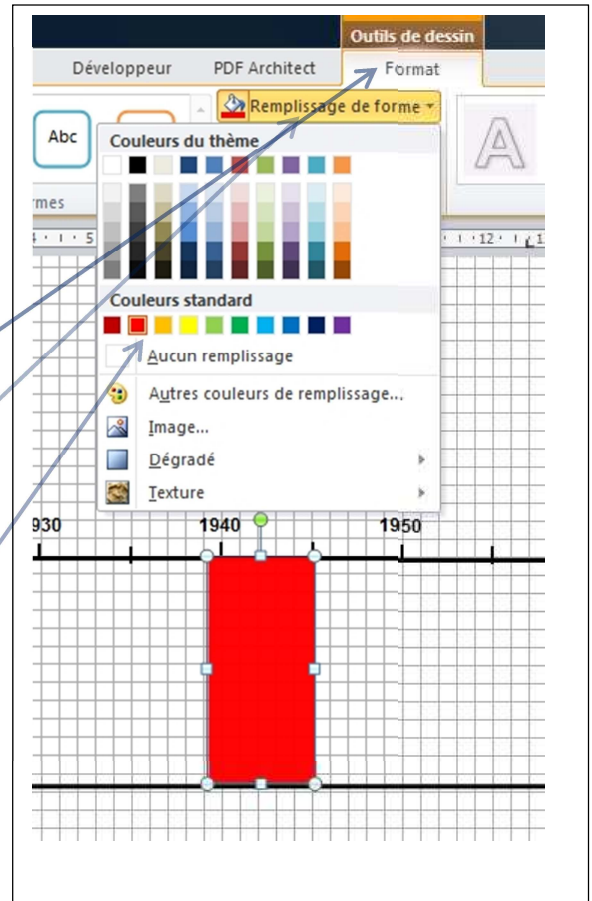 Outils de dessin
Développeur PDF Architect Format
Remplissage de forme
Abc
Couleurs du thème
A
rmes
5
12
Couleurs standard
Aucun remplissage
Autres couleurs de remplissage...
Image...
Dégradé
Texture
930 1940 1950